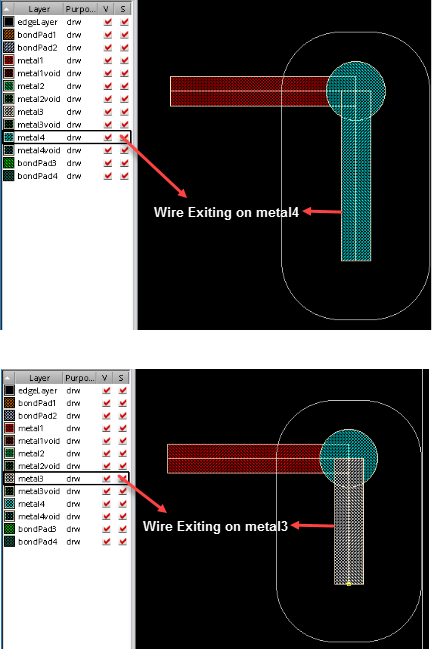 Layer Purpo... V S
edgeLayer drw
bondPad1 drw
bondPad2 drw
metal1 drw
metal1void drw
metal2 drw
metal2void drw
metal3 drw
metal3void drw
metal4 drw
metal4void drw
bondPad3 drw
bondPad4 drw
Wire Exiting on metal4
Layer Purpo... V S
edgeLayer drw
bondPad1 drw
bondPad2 drw
metal1 drw
metal1void drw
metal2 drw
metal2void drw
metal3 drw
metal3void drw
metal4 drw
metal4void drw
bondPad3 drw
bondPad4 drw
Wire Exiting on metal3